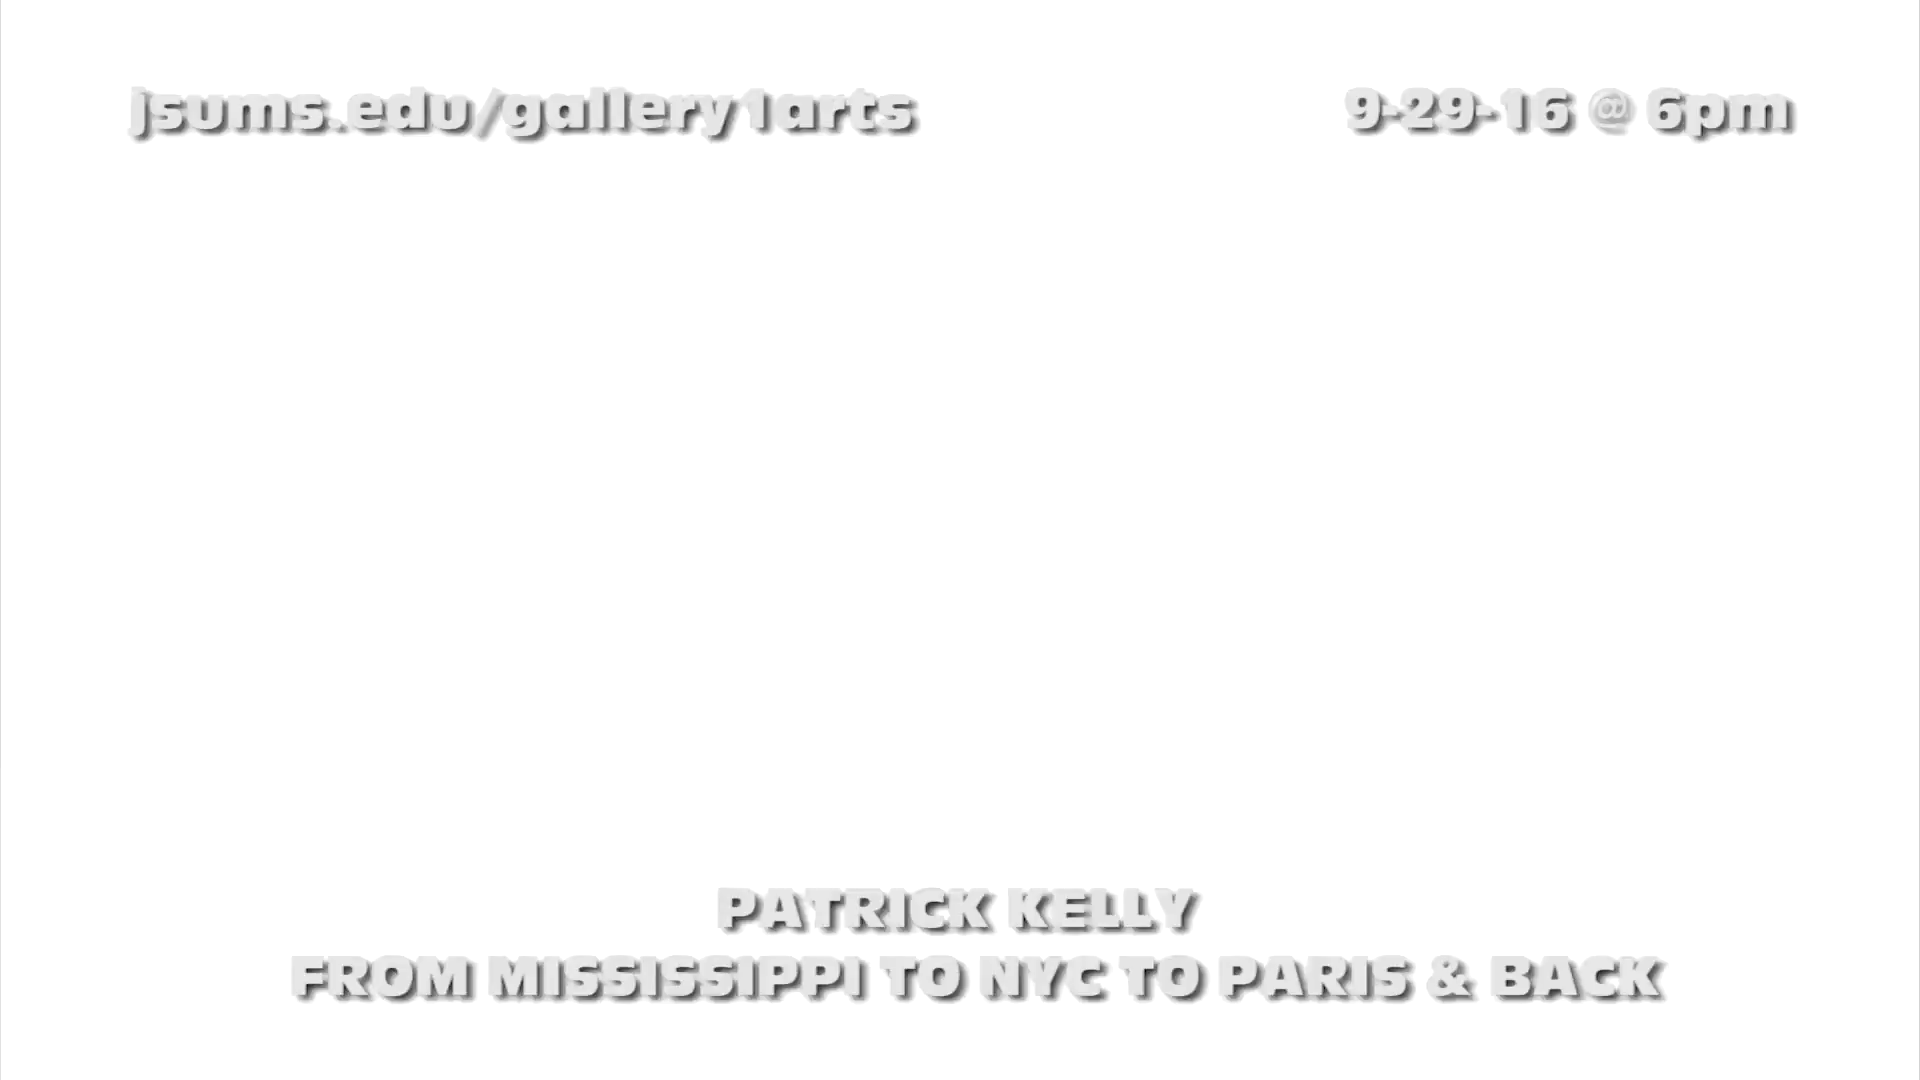 jsums.edu/gallery1arts
9-29-16 @ 6pm
PATRICK KELLY
FROM MISSISSIPPI TO NYC TO PARIS & BACK